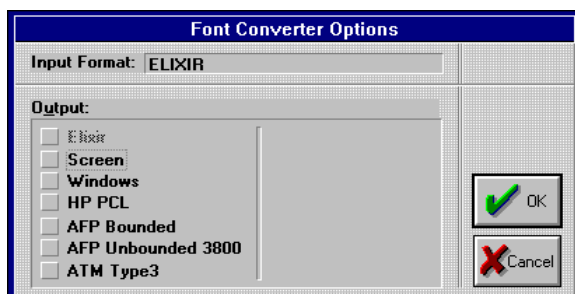 Font Converter Options
Input Format: ELIXIR
Output:
Elixir
Screen
Windows
HP PCL
AFP Bounded
AFP Unbounded 3800
ATM Type3
OK
Cancel